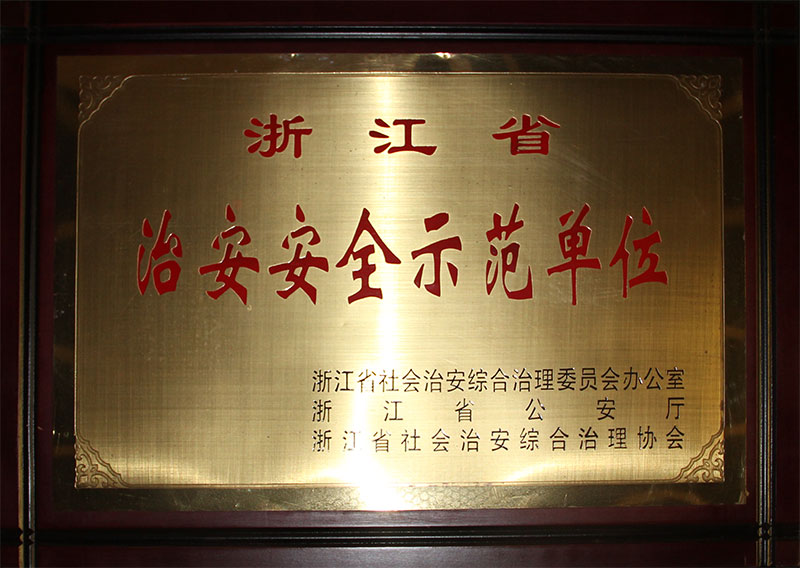 浙江省
治安安全示范单位
浙江省社会治安综合治理委员会办公室
浙江省公安厅
浙江省社会治安综合治理协会